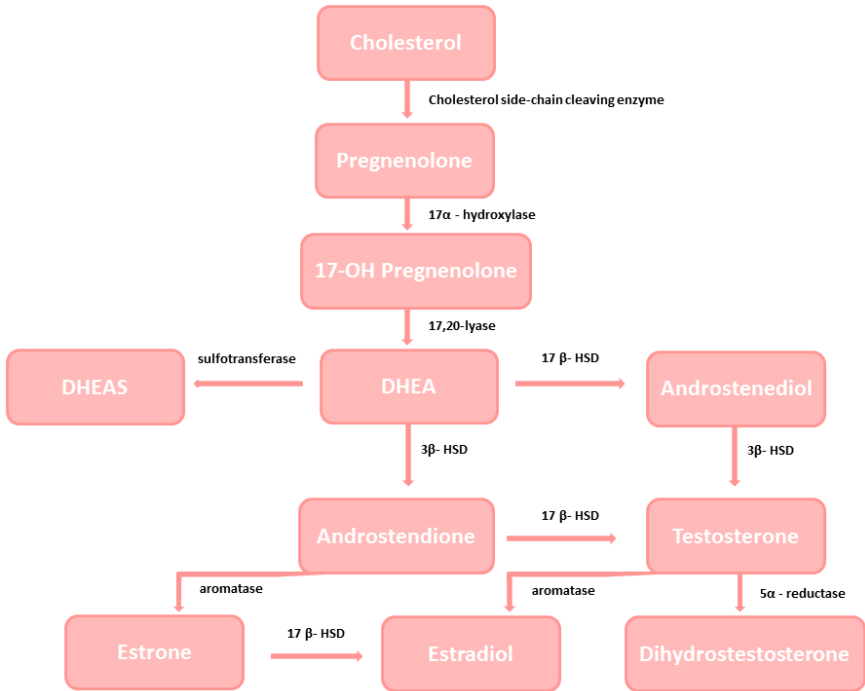 Cholesterol
Cholesterol side-chain cleaving enzyme
Pregnenolone
17α - hydroxylase
17-OH Pregnenolone
17,20-lyase
sulfotransferase
17 β- HSD
DHEAS
DHEA
Androstenediol
3β- HSD
3β- HSD
Androstendione
17 β- HSD
Testosterone
aromatase
aromatase
5α - reductase
Estrone
17 β- HSD
Estradiol
Dihydrostestosterone